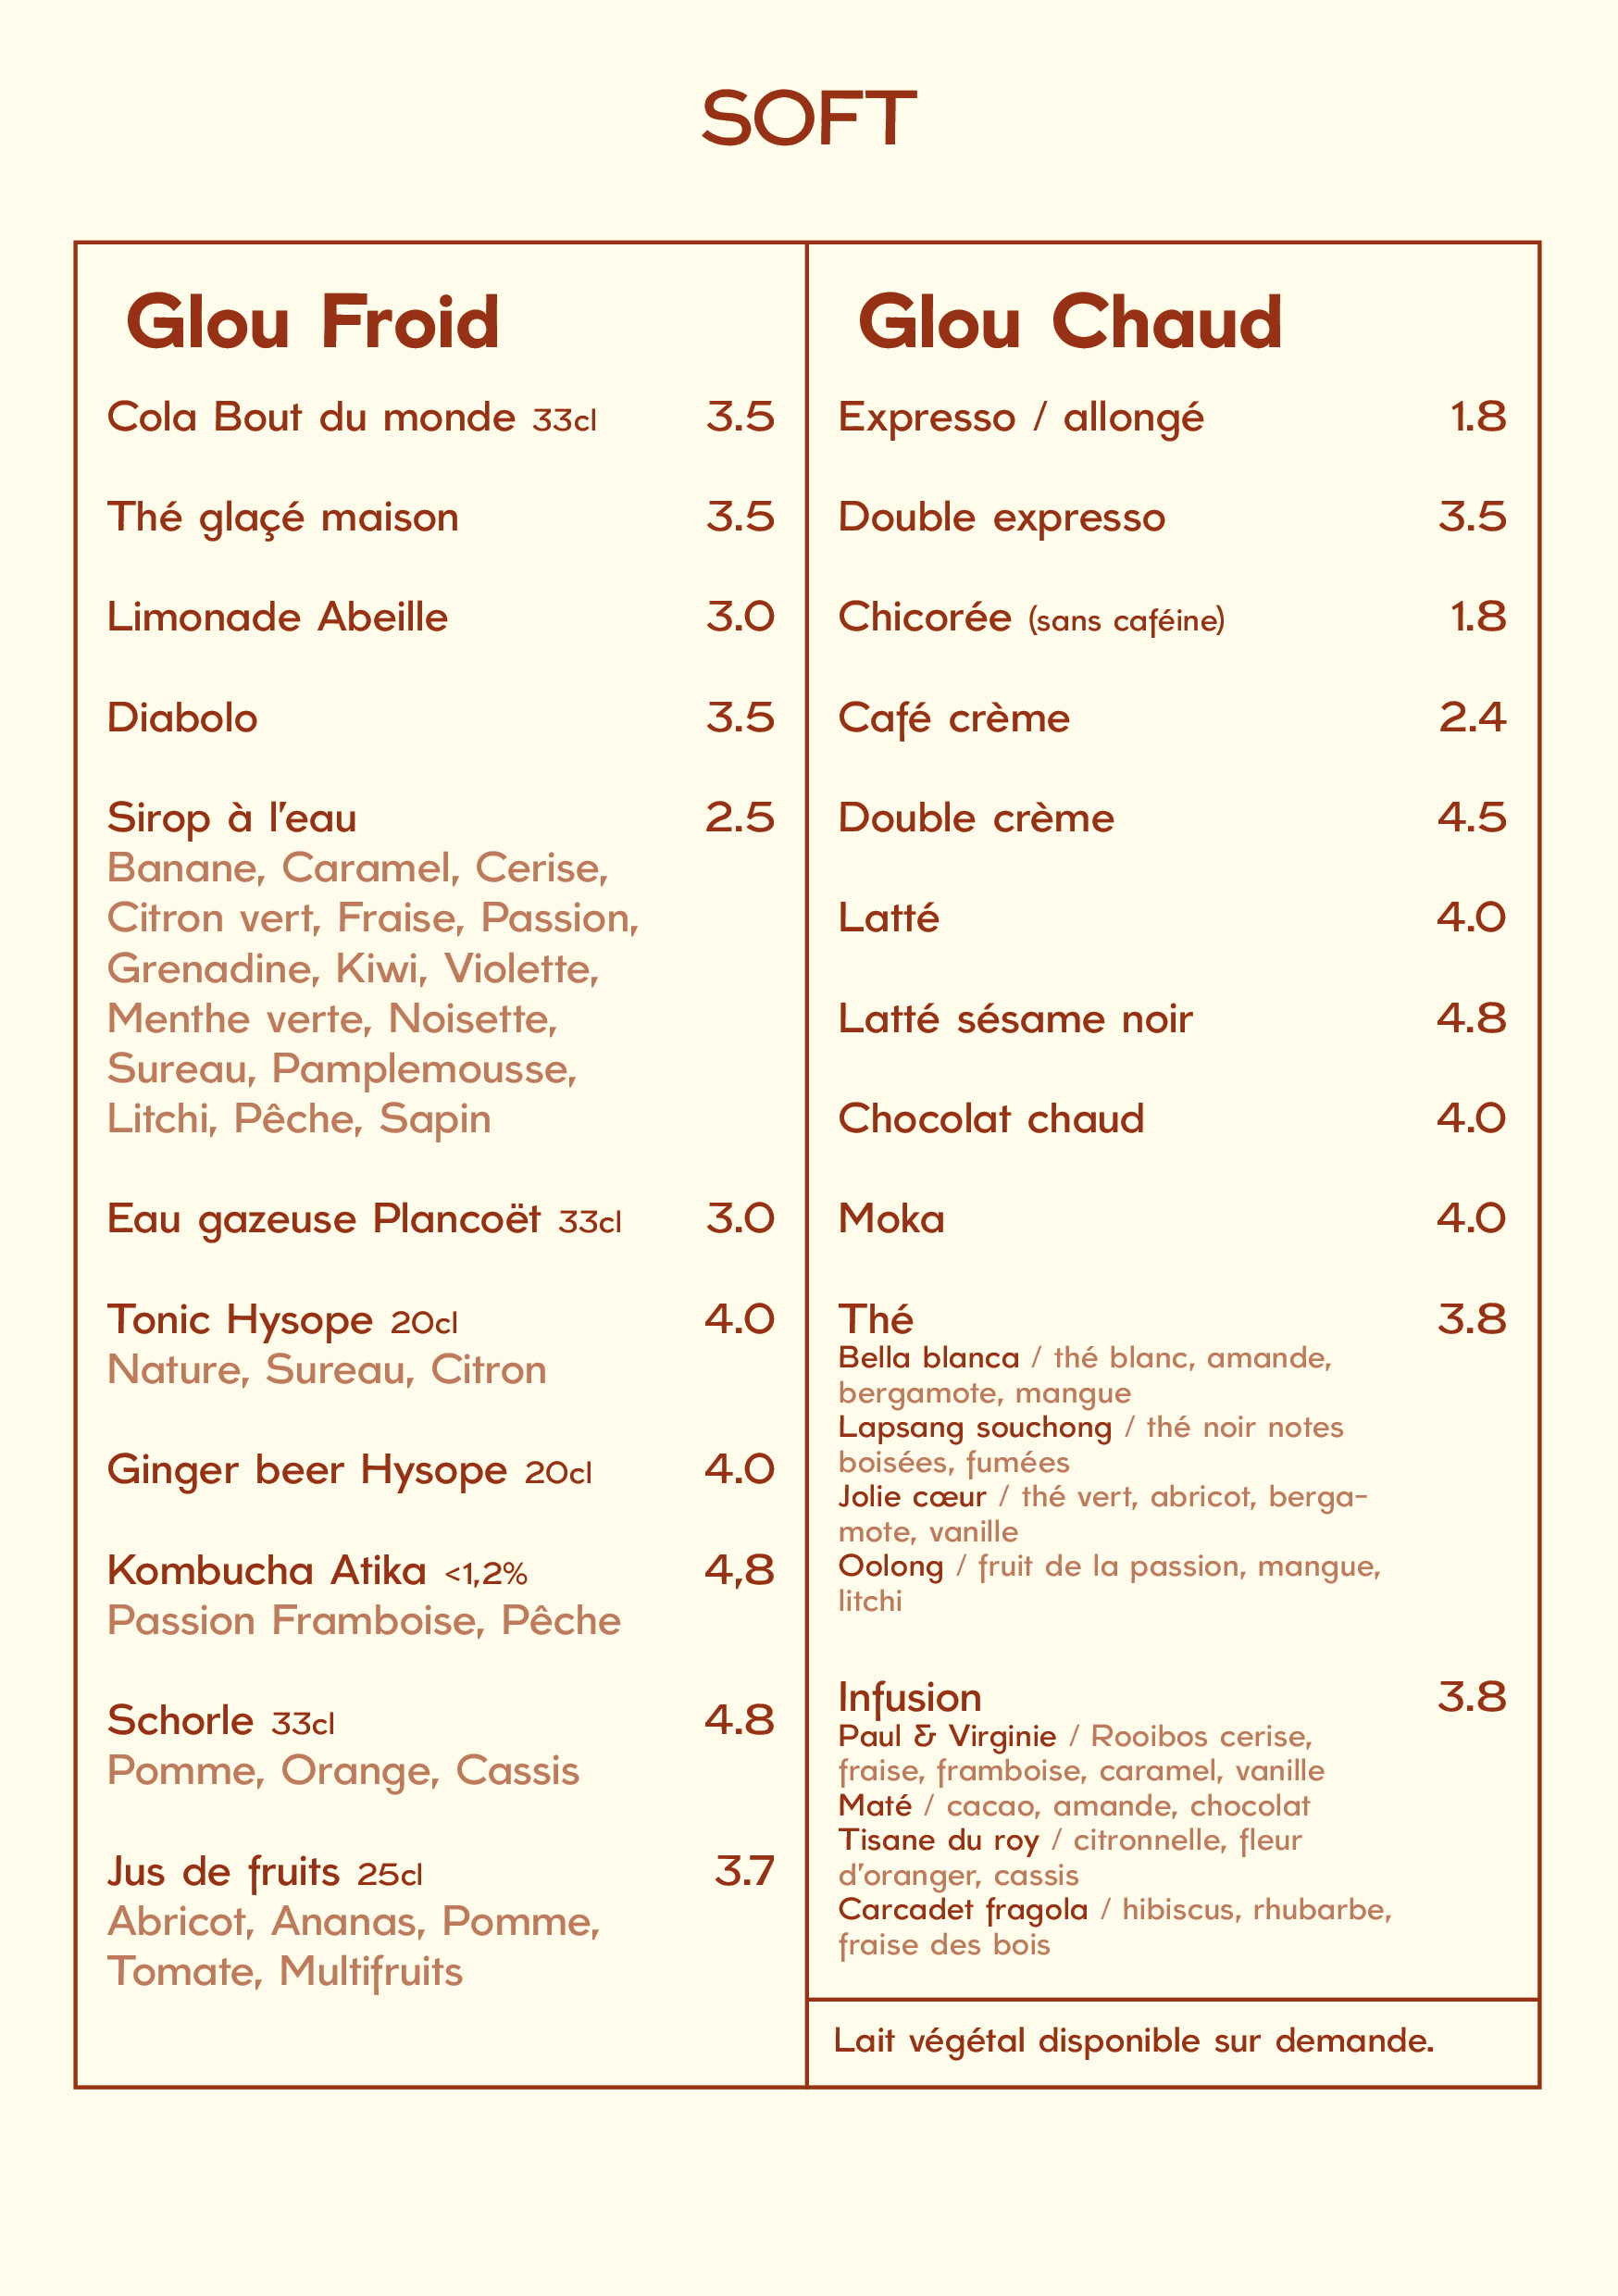 SOFT
Glou Froid
Cola Bout du monde 33cl 3.5
Thé glaçé maison 3.5
Limonade Abeille 3.0
Diabolo 3.5
Sirop à l'eau 2.5
Banane, Caramel, Cerise,
Citron vert, Fraise, Passion,
Grenadine, Kiwi, Violette,
Menthe verte, Noisette,
Sureau, Pamplemousse,
Litchi, Pêche, Sapin
Eau gazeuse Plancoët 33cl 3.0
Tonic Hysope 20cl 4.0
Nature, Sureau, Citron
Ginger beer Hysope 20cl 4.0
Kombucha Atika <1,2% 4,8
Passion Framboise, Pêche
Schorle 33cl 4.8
Pomme, Orange, Cassis
Jus de fruits 25cl 3.7
Abricot, Ananas, Pomme,
Tomate, Multifruits
Glou Chaud
Expresso / allongé 1.8
Double expresso 3.5
Chicorée (sans caféine) 1.8
Café crème 2.4
Double crème 4.5
Latté 4.0
Latté sésame noir 4.8
Chocolat chaud 4.0
Moka 4.0
Thé 3.8
Bella blanca / thé blanc, amande,
bergamote, mangue
Lapsang souchong / thé noir notes
boisées, fumées
Jolie cœur / thé vert, abricot, berga-
mote, vanille
Oolong / fruit de la passion, mangue,
litchi
Infusion 3.8
Paul & Virginie / Rooibos cerise,
fraise, framboise, caramel, vanille
Maté / cacao, amande, chocolat
Tisane du roy / citronnelle, fleur
d'oranger, cassis
Carcadet fragola / hibiscus, rhubarbe,
fraise des bois
Lait végétal disponible sur demande.